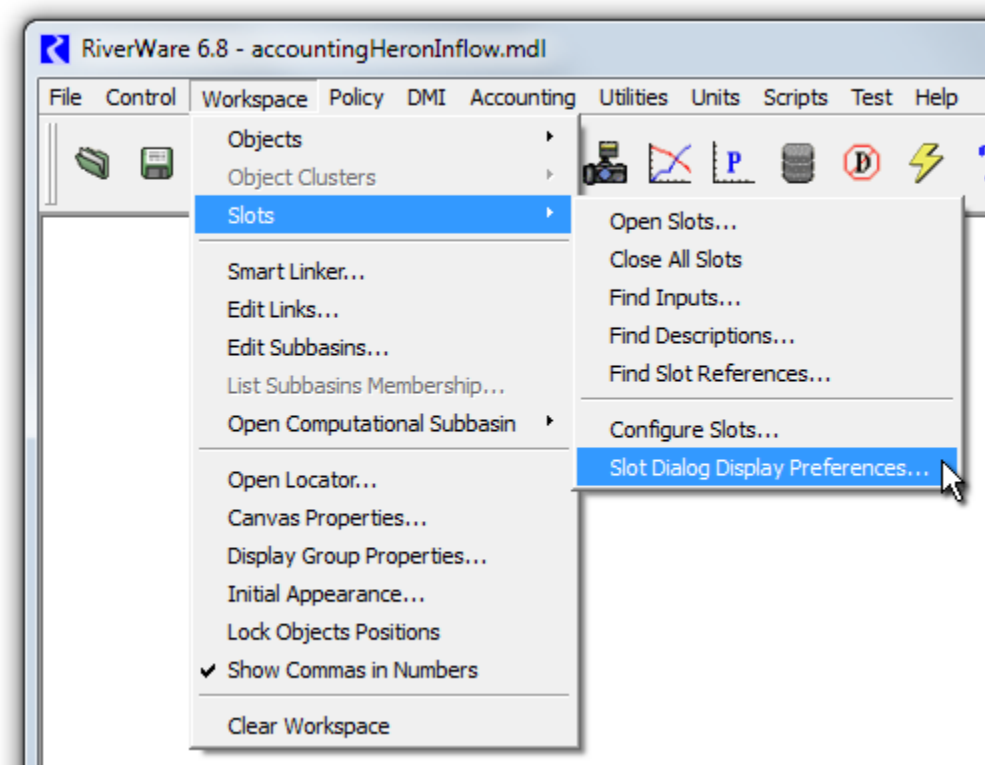 RiverWare 6.8 - accountingHeronInflow.mdl
File Control Workspace Policy DMI Accounting Utilities Units Scripts Test Help
P D
Objects
Object Clusters
Slots
Smart Linker...
Edit Links...
Edit Subbasins...
List Subbasins Membership...
Open Computational Subbasin
Open Locator...
Canvas Properties...
Display Group Properties...
Initial Appearance...
Lock Objects Positions
Show Commas in Numbers
Clear Workspace
Open Slots...
Close All Slots
Find Inputs...
Find Descriptions...
Find Slot References...
Configure Slots...
Slot Dialog Display Preferences...